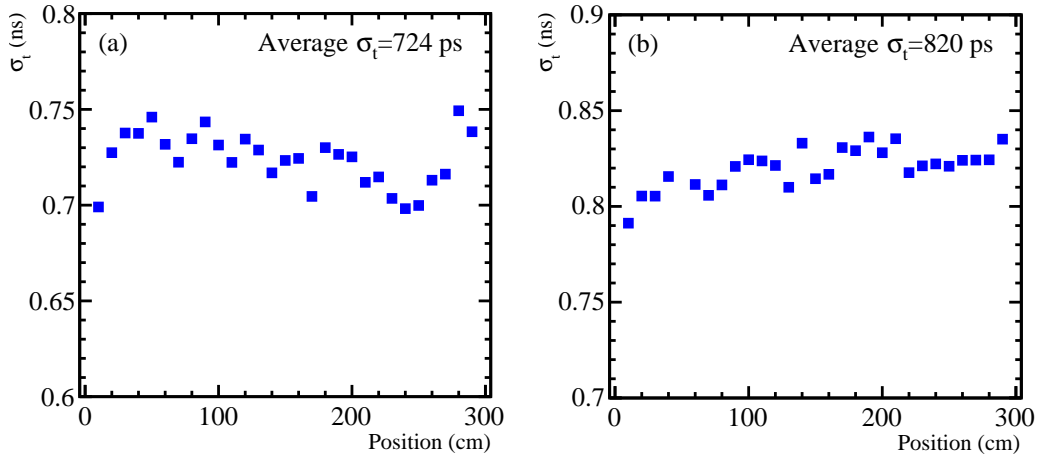 (a) Average σt=724 ps
σt (ns)
0.8
0.75
0.7
0.65
0.6
0 100 200 300
Position (cm)
(b) Average σt=820 ps
σt (ns)
0.9
0.85
0.8
0.75
0.7
0 100 200 300
Position (cm)